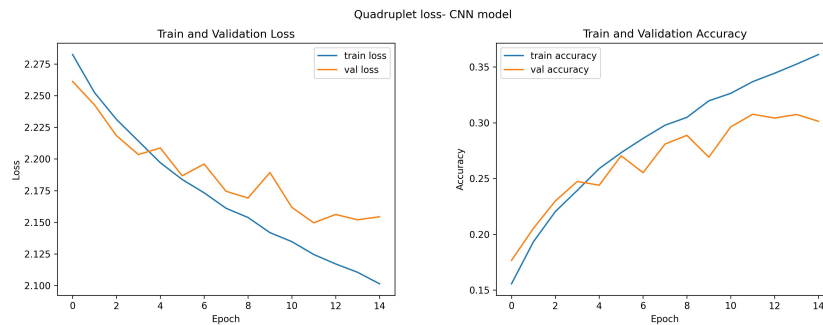 Quadruplet loss- CNN model
Train and Validation Loss
train loss
val loss
2.275
2.250
2.225
2.200
2.175
2.150
2.125
2.100
Loss
0 2 4 6 8 10 12 14
Epoch
Train and Validation Accuracy
train accuracy
val accuracy
0.35
0.30
0.25
0.20
0.15
Accuracy
0 2 4 6 8 10 12 14
Epoch